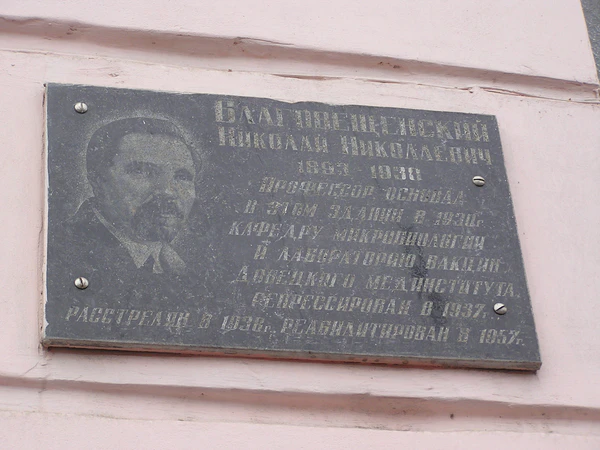 БЛАГОВЕЩЕНСКИЙ
НИКОЛАЙ НИКОЛАЕВИЧ
1893-1938
ПРОФЕССОР-ОСНОВАЛ
В ЭТОМ ЗДАНИИ В 1930г.
КАФЕДРУ МИКРОБИОЛОГИИ
И ЛАБОРАТОРИЮ ВАКЦИН
ДОНЕЦКОГО МЕДИНСТИТУТА.
РЕПРЕССИРОВАН В 1937г.
РАССТРЕЛЯН В 1938г. РЕАБИЛИТИРОВАН В 1957г.